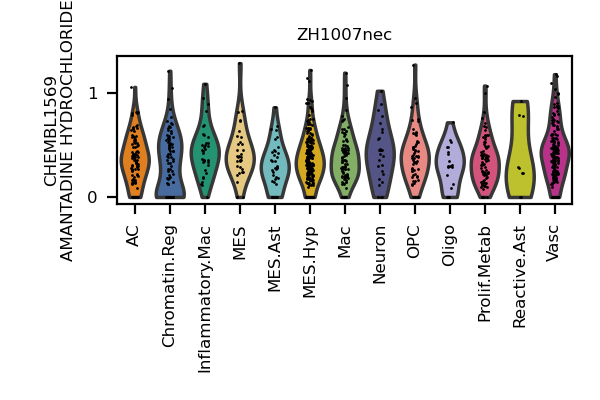 ZH1007nec
CHEMBL1569
AMANTADINE HYDROCHLORIDE
1
0
AC
Chromatin.Reg
Inflammatory.Mac
MES
MES.Ast
MES.Hyp
Mac
Neuron
OPC
Oligo
Prolif.Metab
Reactive.Ast
Vasc